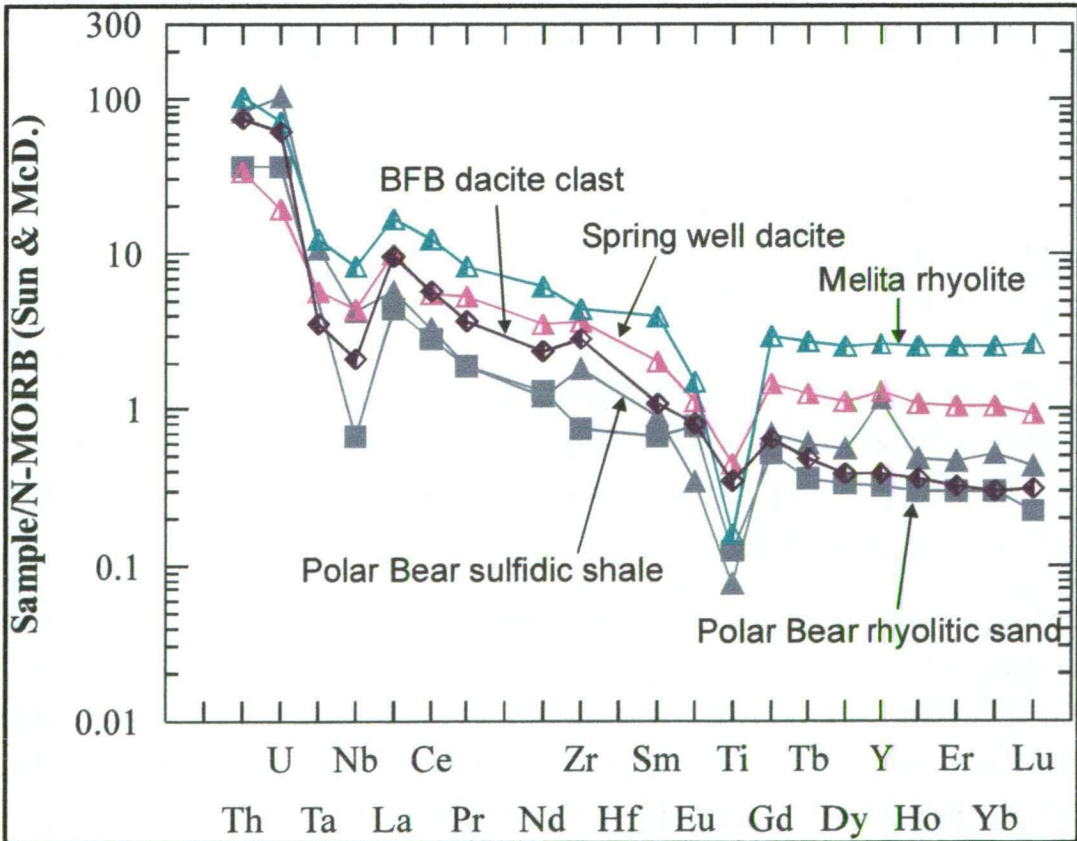 300
100
10
1
0.1
0.01
Sample/N-MORB (Sun & McD.)
BFB dacite clast
Spring well dacite
Melita rhyolite
Polar Bear sulfidic shale
Polar Bear rhyolitic sand
U Nb Ce Zr Sm Ti Tb Y Er Lu
Th Ta La Pr Nd Hf Eu Gd Dy Ho Yb